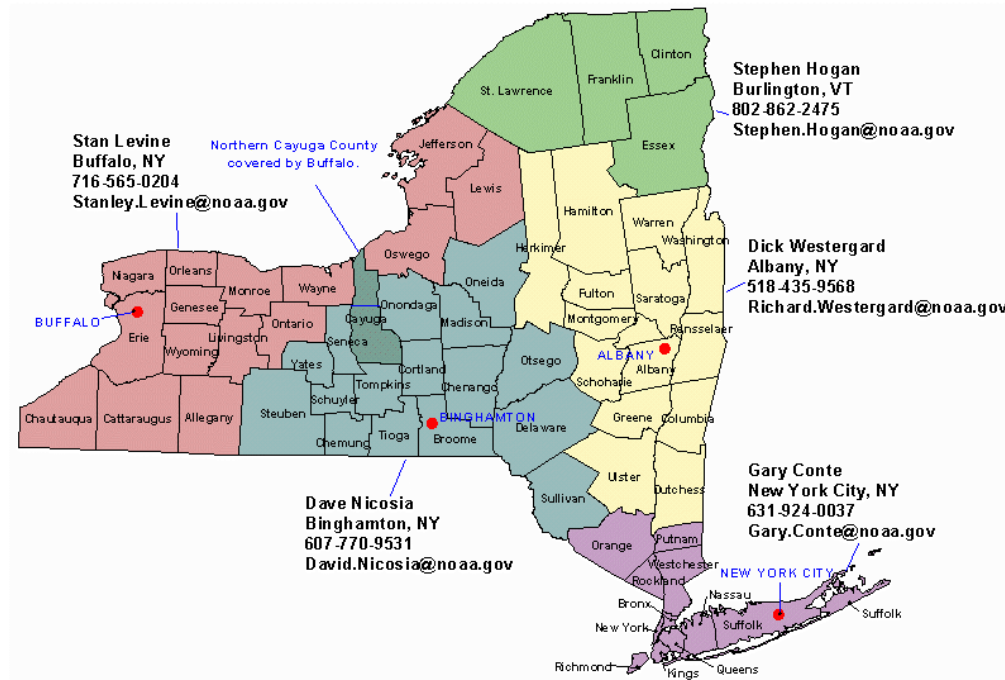 Clinton
Franklin
St. Lawrence
Essex
Stephen Hogan
Burlington, VT
802-862-2475
Stephen.Hogan@noaa.gov
Stan Levine
Buffalo, NY
716-565-0204
Stanley.Levine@noaa.gov
Northern Cayuga County
covered by Buffalo.
Jefferson
Lewis
Oswego
Hamilton
Herkimer
Warren
Washington
Dick Westergard
Albany, NY
518-435-9568
Richard.Westergard@noaa.gov
Niagara
Orleans
Monroe
Wayne
Genesee
BUFFALO
Erie
Wyoming
Livingston
Ontario
Chautauqua
Cattaraugus
Allegany
Oneida
Onondaga
Madison
Cayuga
Seneca
Yates
Cortland
Tompkins
Chenango
Otsego
Steuben
Schuyler
Chemung
Tioga
BINGHAMTON
Broome
Delaware
Sullivan
Fulton
Montgomery
Saratoga
Rensselaer
ALBANY
Albany
Schoharie
Greene
Columbia
Ulster
Dutchess
Dave Nicosia
Binghamton, NY
607-770-9531
David.Nicosia@noaa.gov
Gary Conte
New York City, NY
631-924-0037
Gary.Conte@noaa.gov
Orange
Putnam
Westchester
Rockland
NEW YORK CITY
Bronx
Nassau
New York
Suffolk
Suffolk
Richmond
Kings
Queens